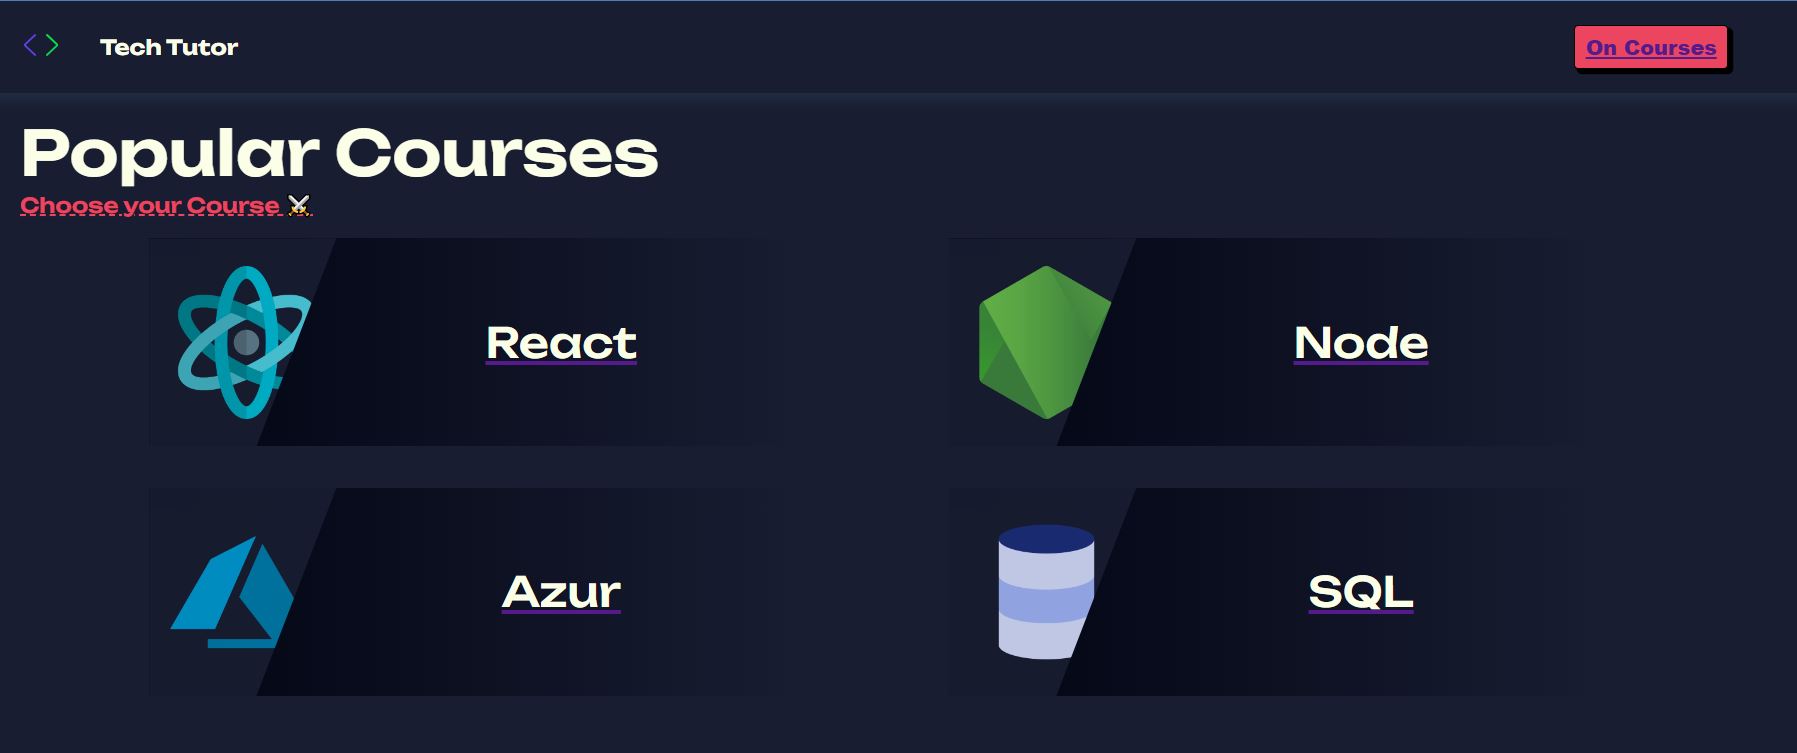 Tech Tutor
On Courses
Popular Courses
Choose your Course ⚔️
React
Node
Azur
SQL